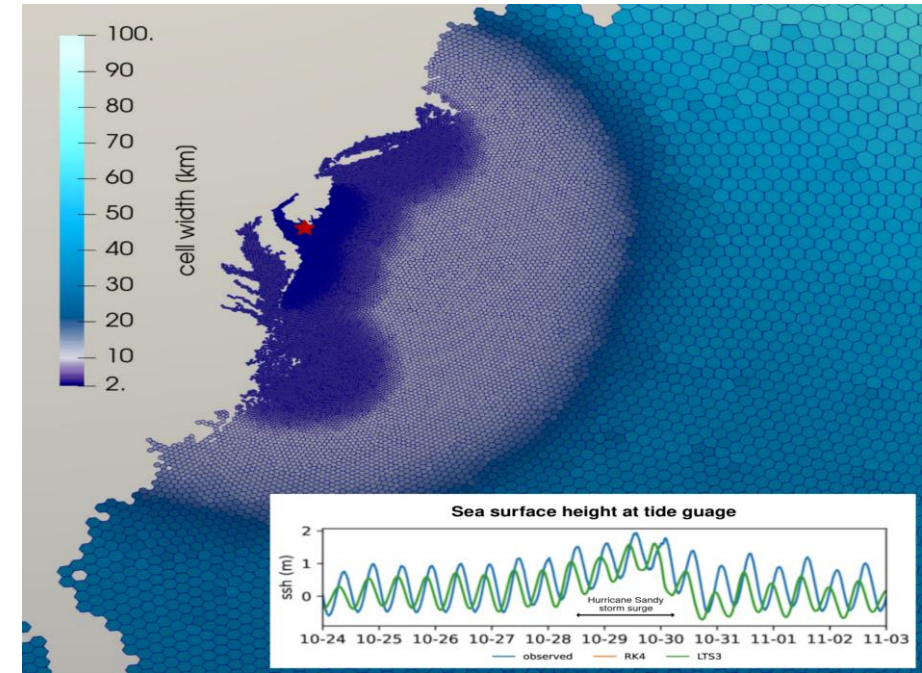 100.
90
80
70
60
50
40
30
20
10
2.
cell width (km)
Sea surface height at tide guage
2
1
0
ssh (m)
Hurricane Sandy
storm surge
10-24 10-25 10-26 10-27 10-28 10-29 10-30 10-31 11-01 11-02 11-03
observed RK4 LTS3